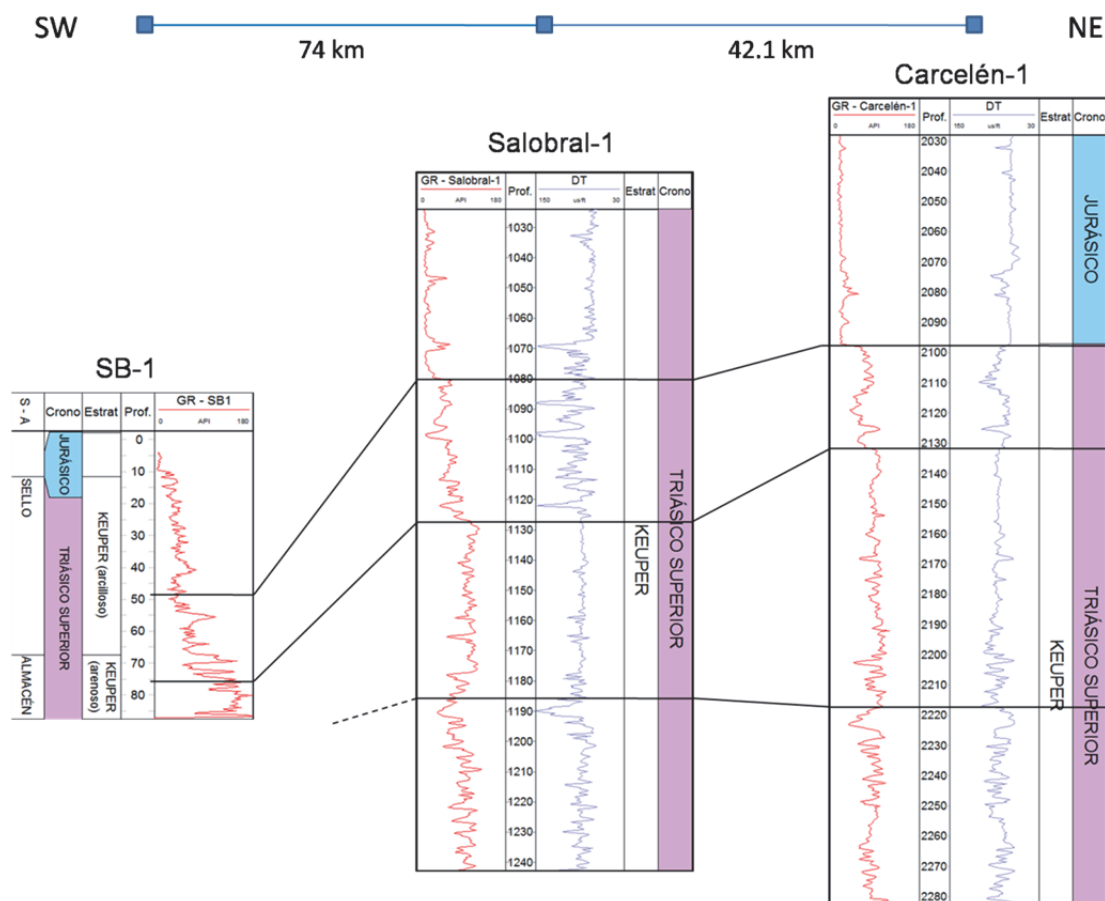 SW
NE
74 km
42.1 km
Carcelén-1
GR - Carcelén-1
0 API 180
Prof.
DT
150 us/ft 30
Estrat
Crono
2030
2040
2050
2060
2070
2080
2090
2100
2110
2120
2130
2140
2150
2160
2170
2180
2190
2200
2210
2220
2230
2240
2250
2260
2270
2280
JURÁSICO
KEUPER
TRIÁSICO SUPERIOR
Salobral-1
GR - Salobral-1
0 API 180
Prof.
DT
150 us/ft 30
Estrat
Crono
1030
1040
1050
1060
1070
1080
1090
1100
1110
1120
1130
1140
1150
1160
1170
1180
1190
1200
1210
1220
1230
1240
KEUPER
TRIÁSICO SUPERIOR
SB-1
S - A
Crono
Estrat
Prof.
GR - SB1
0 API 180
0
10
20
30
40
50
60
70
80
SELLO
ALMACÉN
JURÁSICO
TRIÁSICO SUPERIOR
KEUPER (arcilloso)
KEUPER
(arenoso)